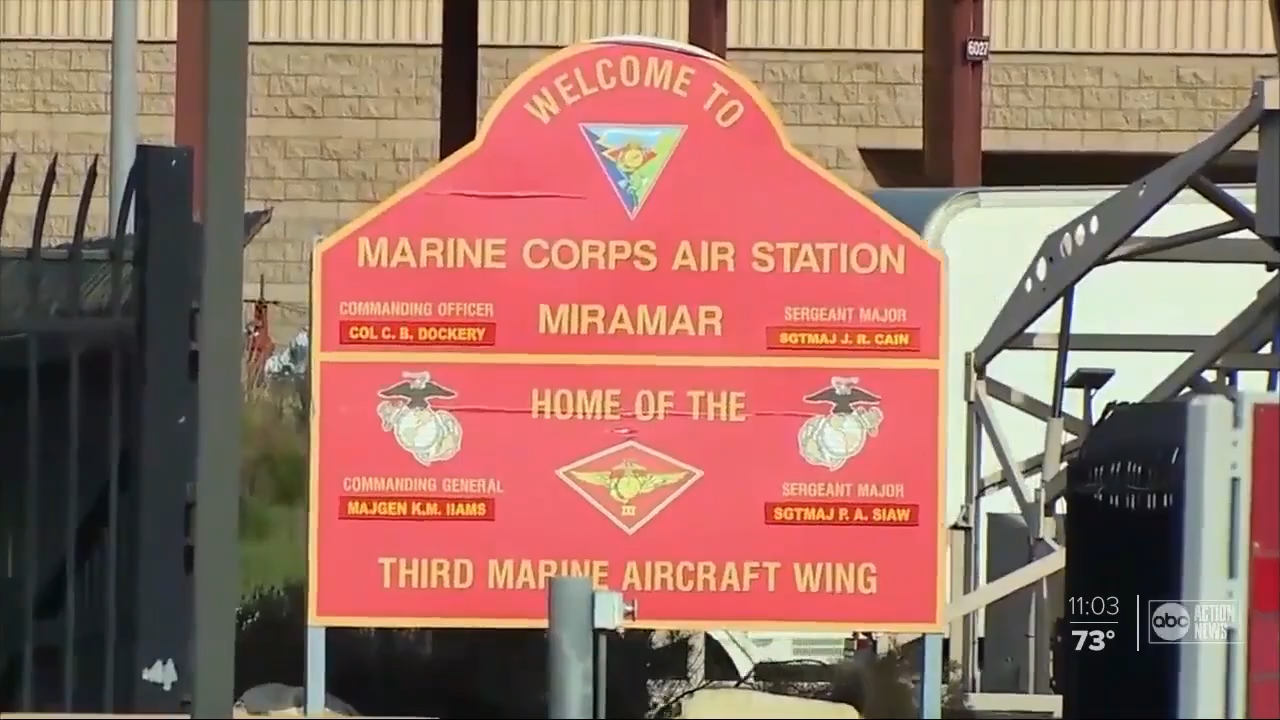 6027
WELCOME TO
MARINE CORPS AIR STATION
COMMANDING OFFICER
COL C. B. DOCKERY
MIRAMAR
SERGEANT MAJOR
SGTMAJ J. R. CAIN
HOME OF THE
COMMANDING GENERAL
MAJGEN K.M.
SERGEANT MAJOR
SGTMAJ P. A. SIAW
III
THIRD MARINE AIRCRAFT WING
11:03
73°
abc
ACTION
NEWS